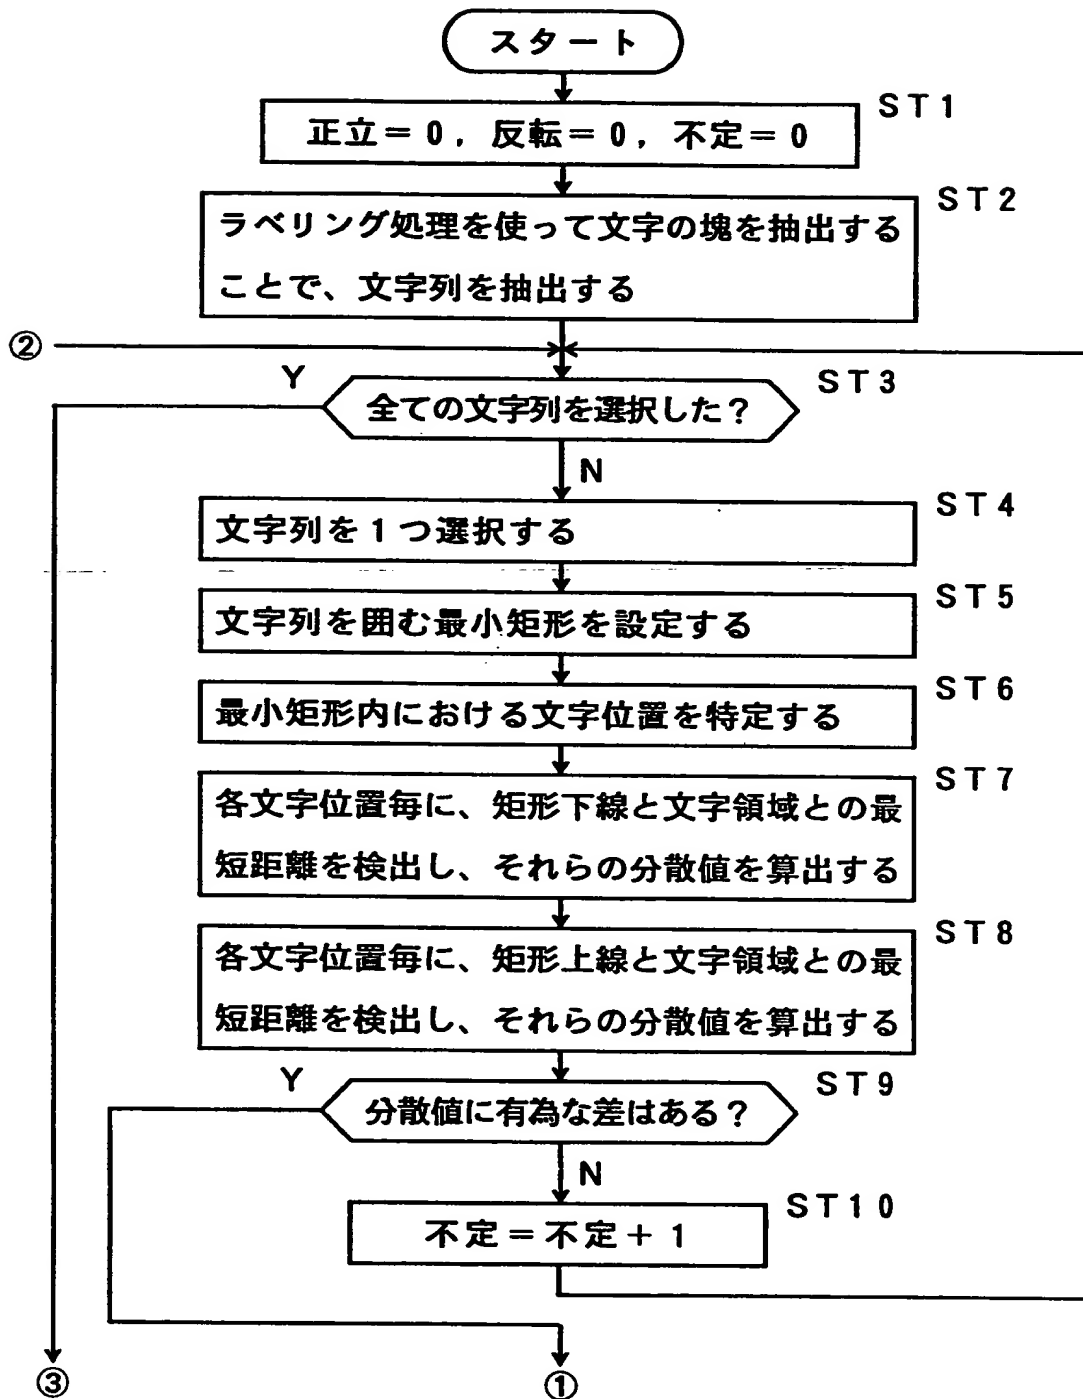 スタート
ST1
正立=0, 反転=0, 不定=0
ST2
ラベリング処理を使って文字の塊を抽出する
ことで、文字列を抽出する
②
Y
ST3
全ての文字列を選択した?
N
ST4
文字列を1つ選択する
ST5
文字列を囲む最小矩形を設定する
ST6
最小矩形内における文字位置を特定する
ST7
各文字位置毎に、矩形下線と文字領域との最
短距離を検出し、それらの分散値を算出する
ST8
各文字位置毎に、矩形上線と文字領域との最
短距離を検出し、それらの分散値を算出する
Y
ST9
分散値に有為な差はある?
N
ST10
不定=不定+1
③
①